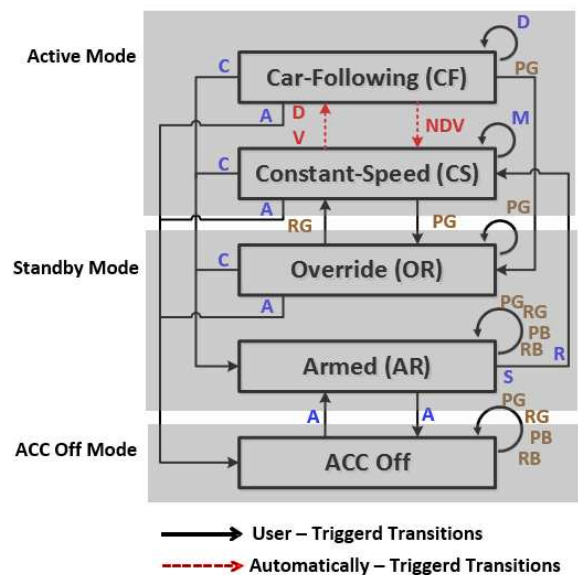 D
Active Mode
C
Car-Following (CF)
PG
A
D
V
NDV
M
C
Constant-Speed (CS)
A
RG
PG
PG
Standby Mode
C
Override (OR)
A
PG
RG
PB
RB
Armed (AR)
S
R
PG
A
A
RG
PB
ACC Off Mode
ACC Off
RB
User – Triggerd Transitions
Automatically – Triggerd Transitions